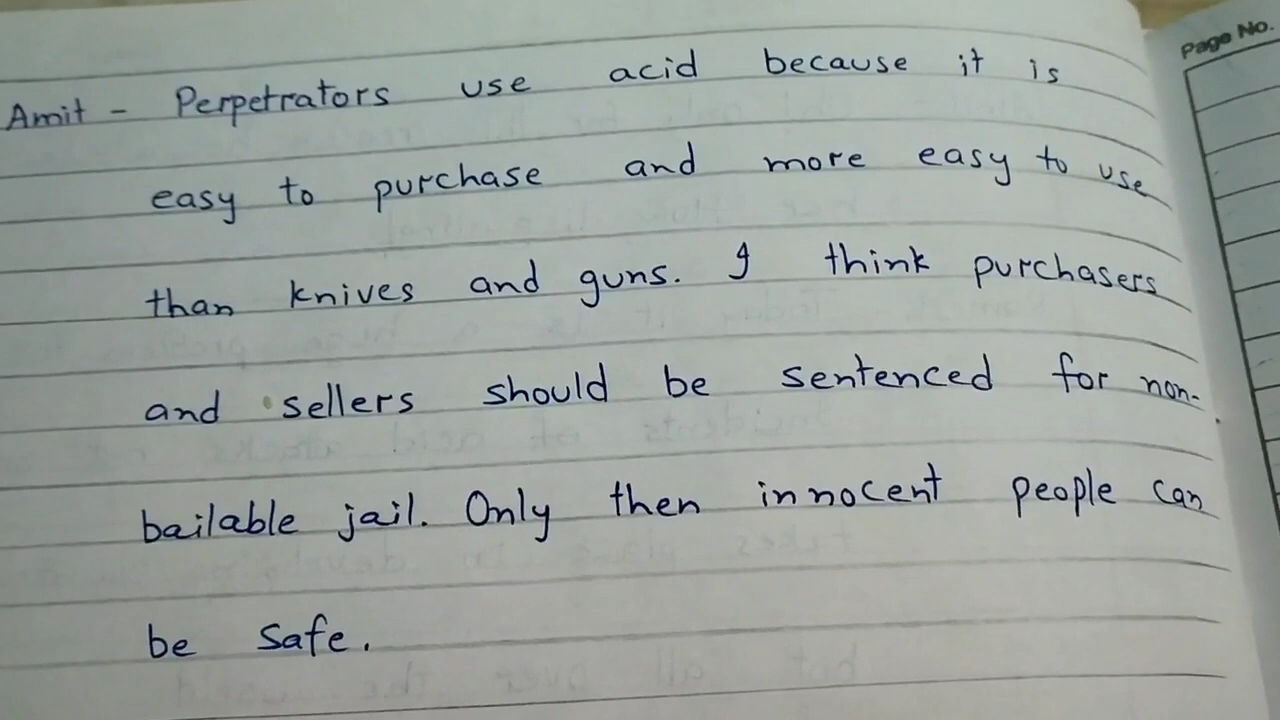 Page No.
Amit - Perpetrators use acid because it is
easy to purchase and more easy to use
than knives and guns. I think purchasers
and sellers should be sentenced for non-
bailable jail. Only then innocent people can
be safe.